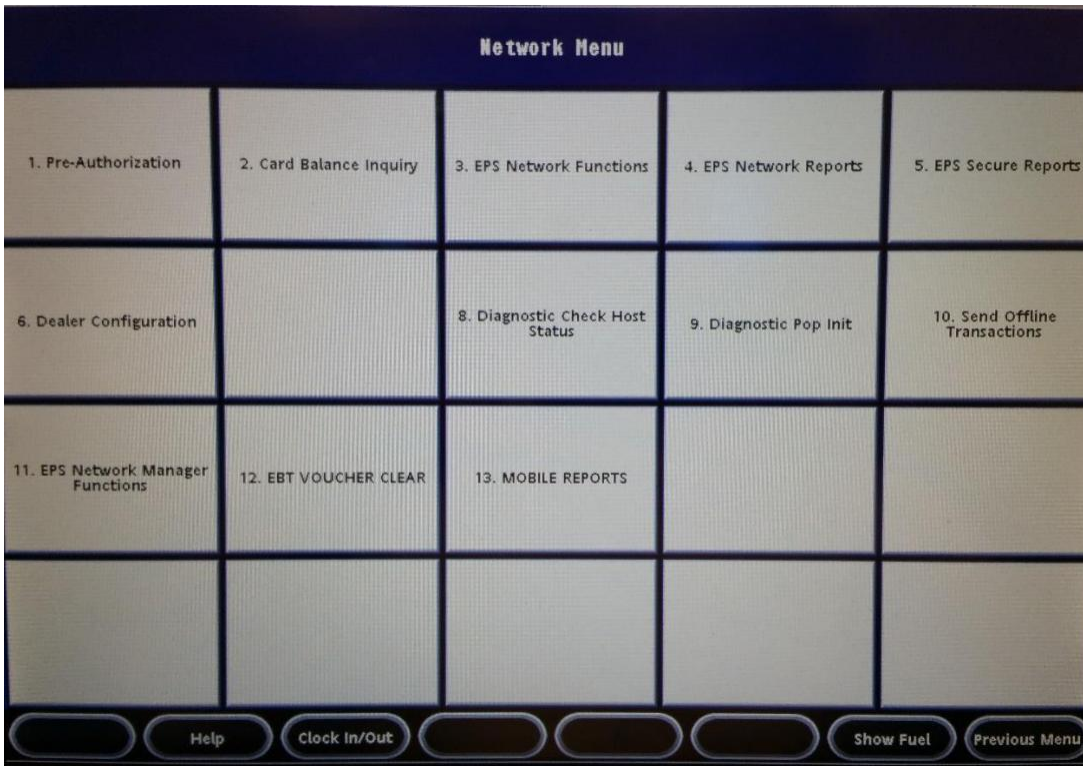 Network Menu
1. Pre-Authorization
2. Card Balance Inquiry
3. EPS Network Functions
4. EPS Network Reports
5. EPS Secure Reports
6. Dealer Configuration
8. Diagnostic Check Host
Status
9. Diagnostic Pop Init
10. Send Offline
Transactions
11. EPS Network Manager
Functions
12. EBT VOUCHER CLEAR
13. MOBILE REPORTS
Help
Clock In/Out
Show Fuel
Previous Menu